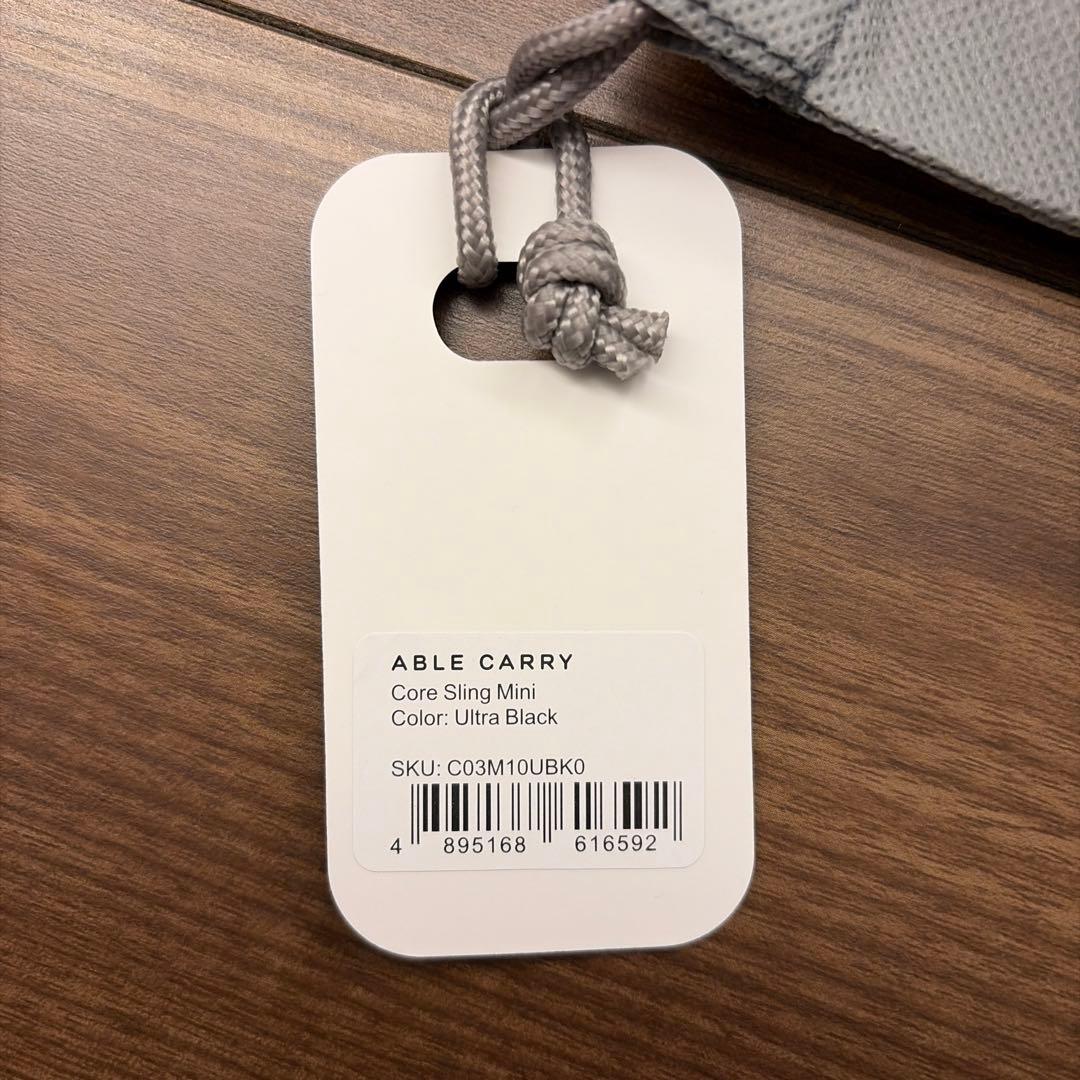 ABLE CARRY
Core Sling Mini
Color: Ultra Black
SKU: C03M10UBK0
4 895168 616592